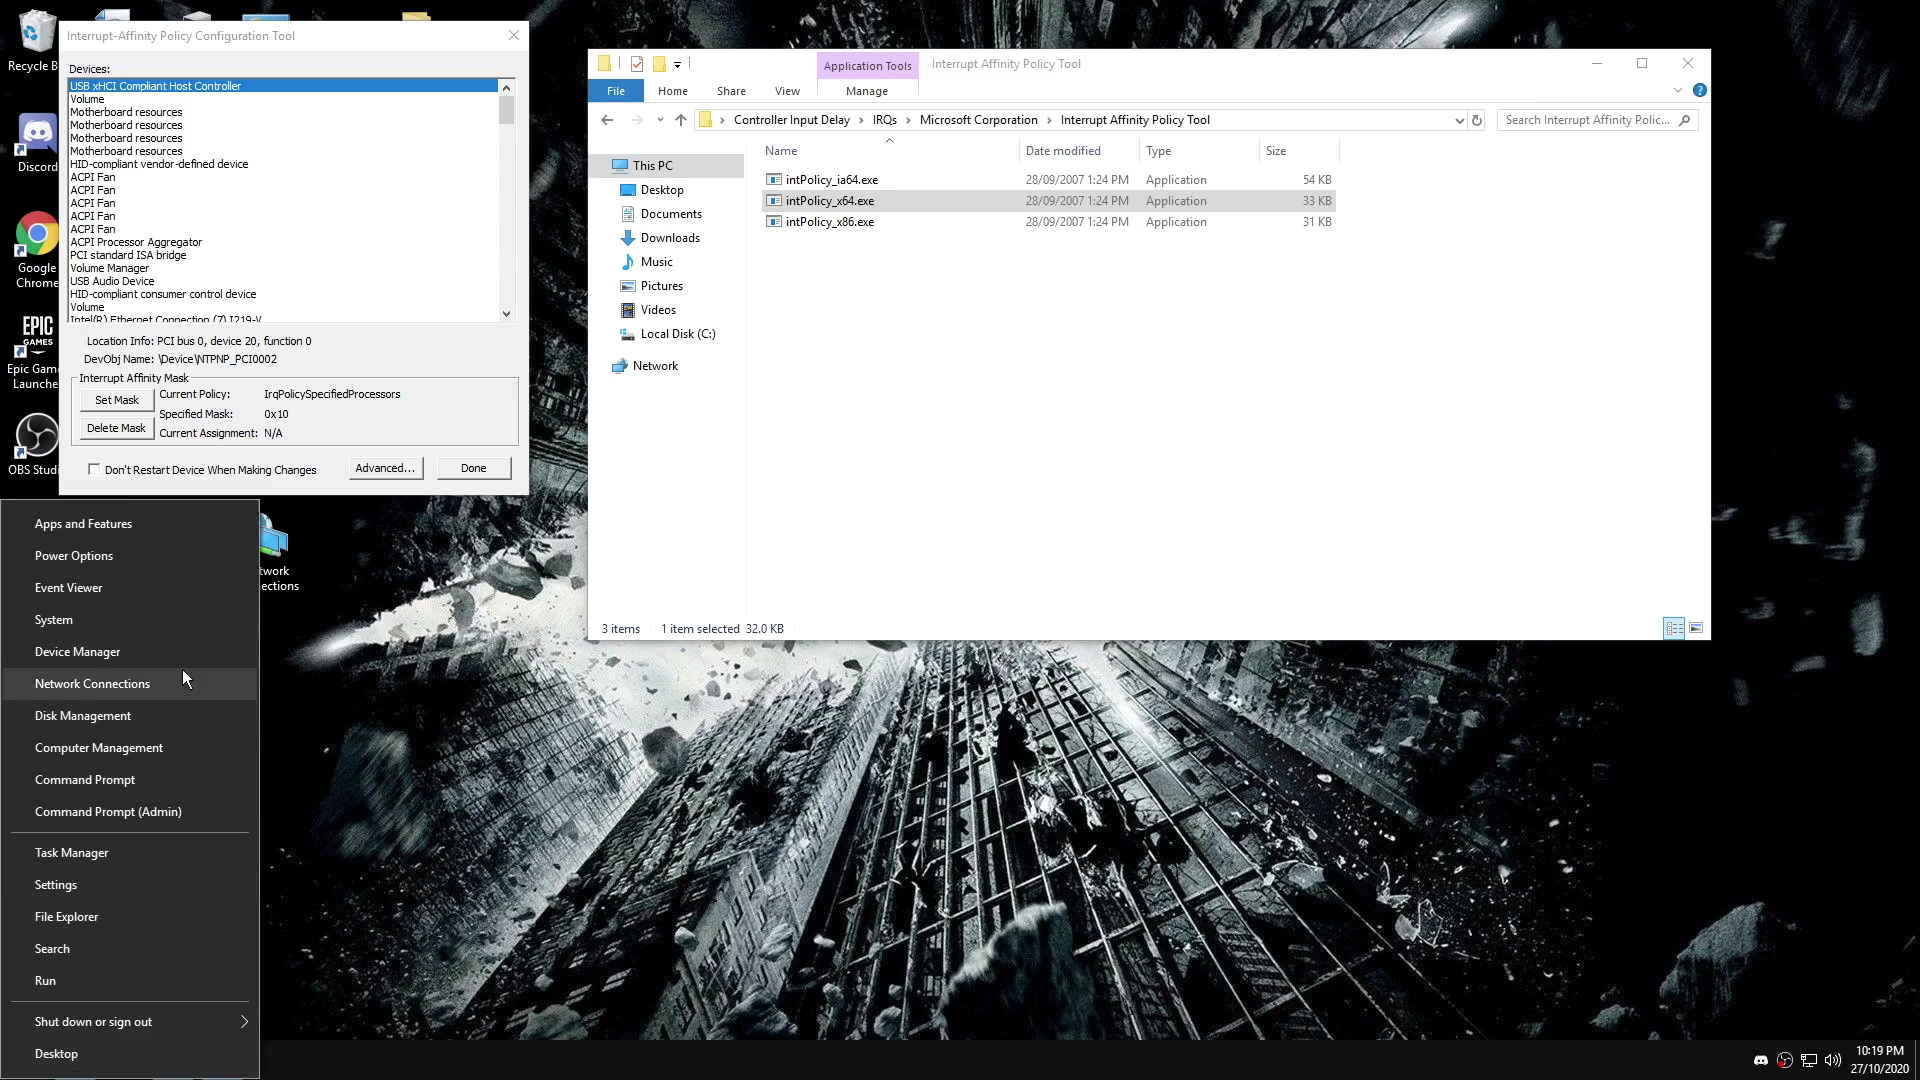 Recycle B
Discord
Google
Chrome
EPIC
GAMES
Epic Gam
Launche
OBS Studi
twork
ections
Interrupt-Affinity Policy Configuration Tool
Devices:
USB xHCI Compliant Host Controller
Volume
Motherboard resources
Motherboard resources
Motherboard resources
Motherboard resources
HID-compliant vendor-defined device
ACPI Fan
ACPI Fan
ACPI Fan
ACPI Fan
ACPI Fan
ACPI Processor Aggregator
PCI standard ISA bridge
Volume Manager
USB Audio Device
HID-compliant consumer control device
Volume
Intel(R) Ethernet Connection (7) I219-V
Location Info: PCI bus 0, device 20, function 0
DevObj Name: \Device\NTPNP_PCI0002
Interrupt Affinity Mask
Set Mask
Current Policy: IrqPolicySpecifiedProcessors
Specified Mask: 0x10
Delete Mask
Current Assignment: N/A
Don't Restart Device When Making Changes
Advanced...
Done
Application Tools
Interrupt Affinity Policy Tool
File
Home
Share
View
Manage
Controller Input Delay
IRQs
Microsoft Corporation
Interrupt Affinity Policy Tool
Search Interrupt Affinity Polic...
This PC
Desktop
Documents
Downloads
Music
Pictures
Videos
Local Disk (C:)
Network
Name Date modified Type Size
intPolicy_ia64.exe 28/09/2007 1:24 PM Application 54 KB
intPolicy_x64.exe 28/09/2007 1:24 PM Application 33 KB
intPolicy_x86.exe 28/09/2007 1:24 PM Application 31 KB
3 items 1 item selected 32.0 KB
Apps and Features
Power Options
Event Viewer
System
Device Manager
Network Connections
Disk Management
Computer Management
Command Prompt
Command Prompt (Admin)
Task Manager
Settings
File Explorer
Search
Run
Shut down or sign out
Desktop
10:19 PM
27/10/2020